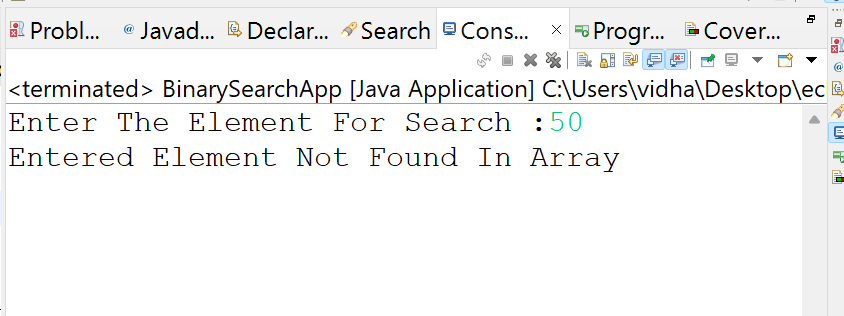 Probl... @ Javad... Declar... Search Cons... × Progr... Cover...
<terminated> BinarySearchApp [Java Application] C:\Users\vidha\Desktop\ec
Enter The Element For Search :50
Entered Element Not Found In Array